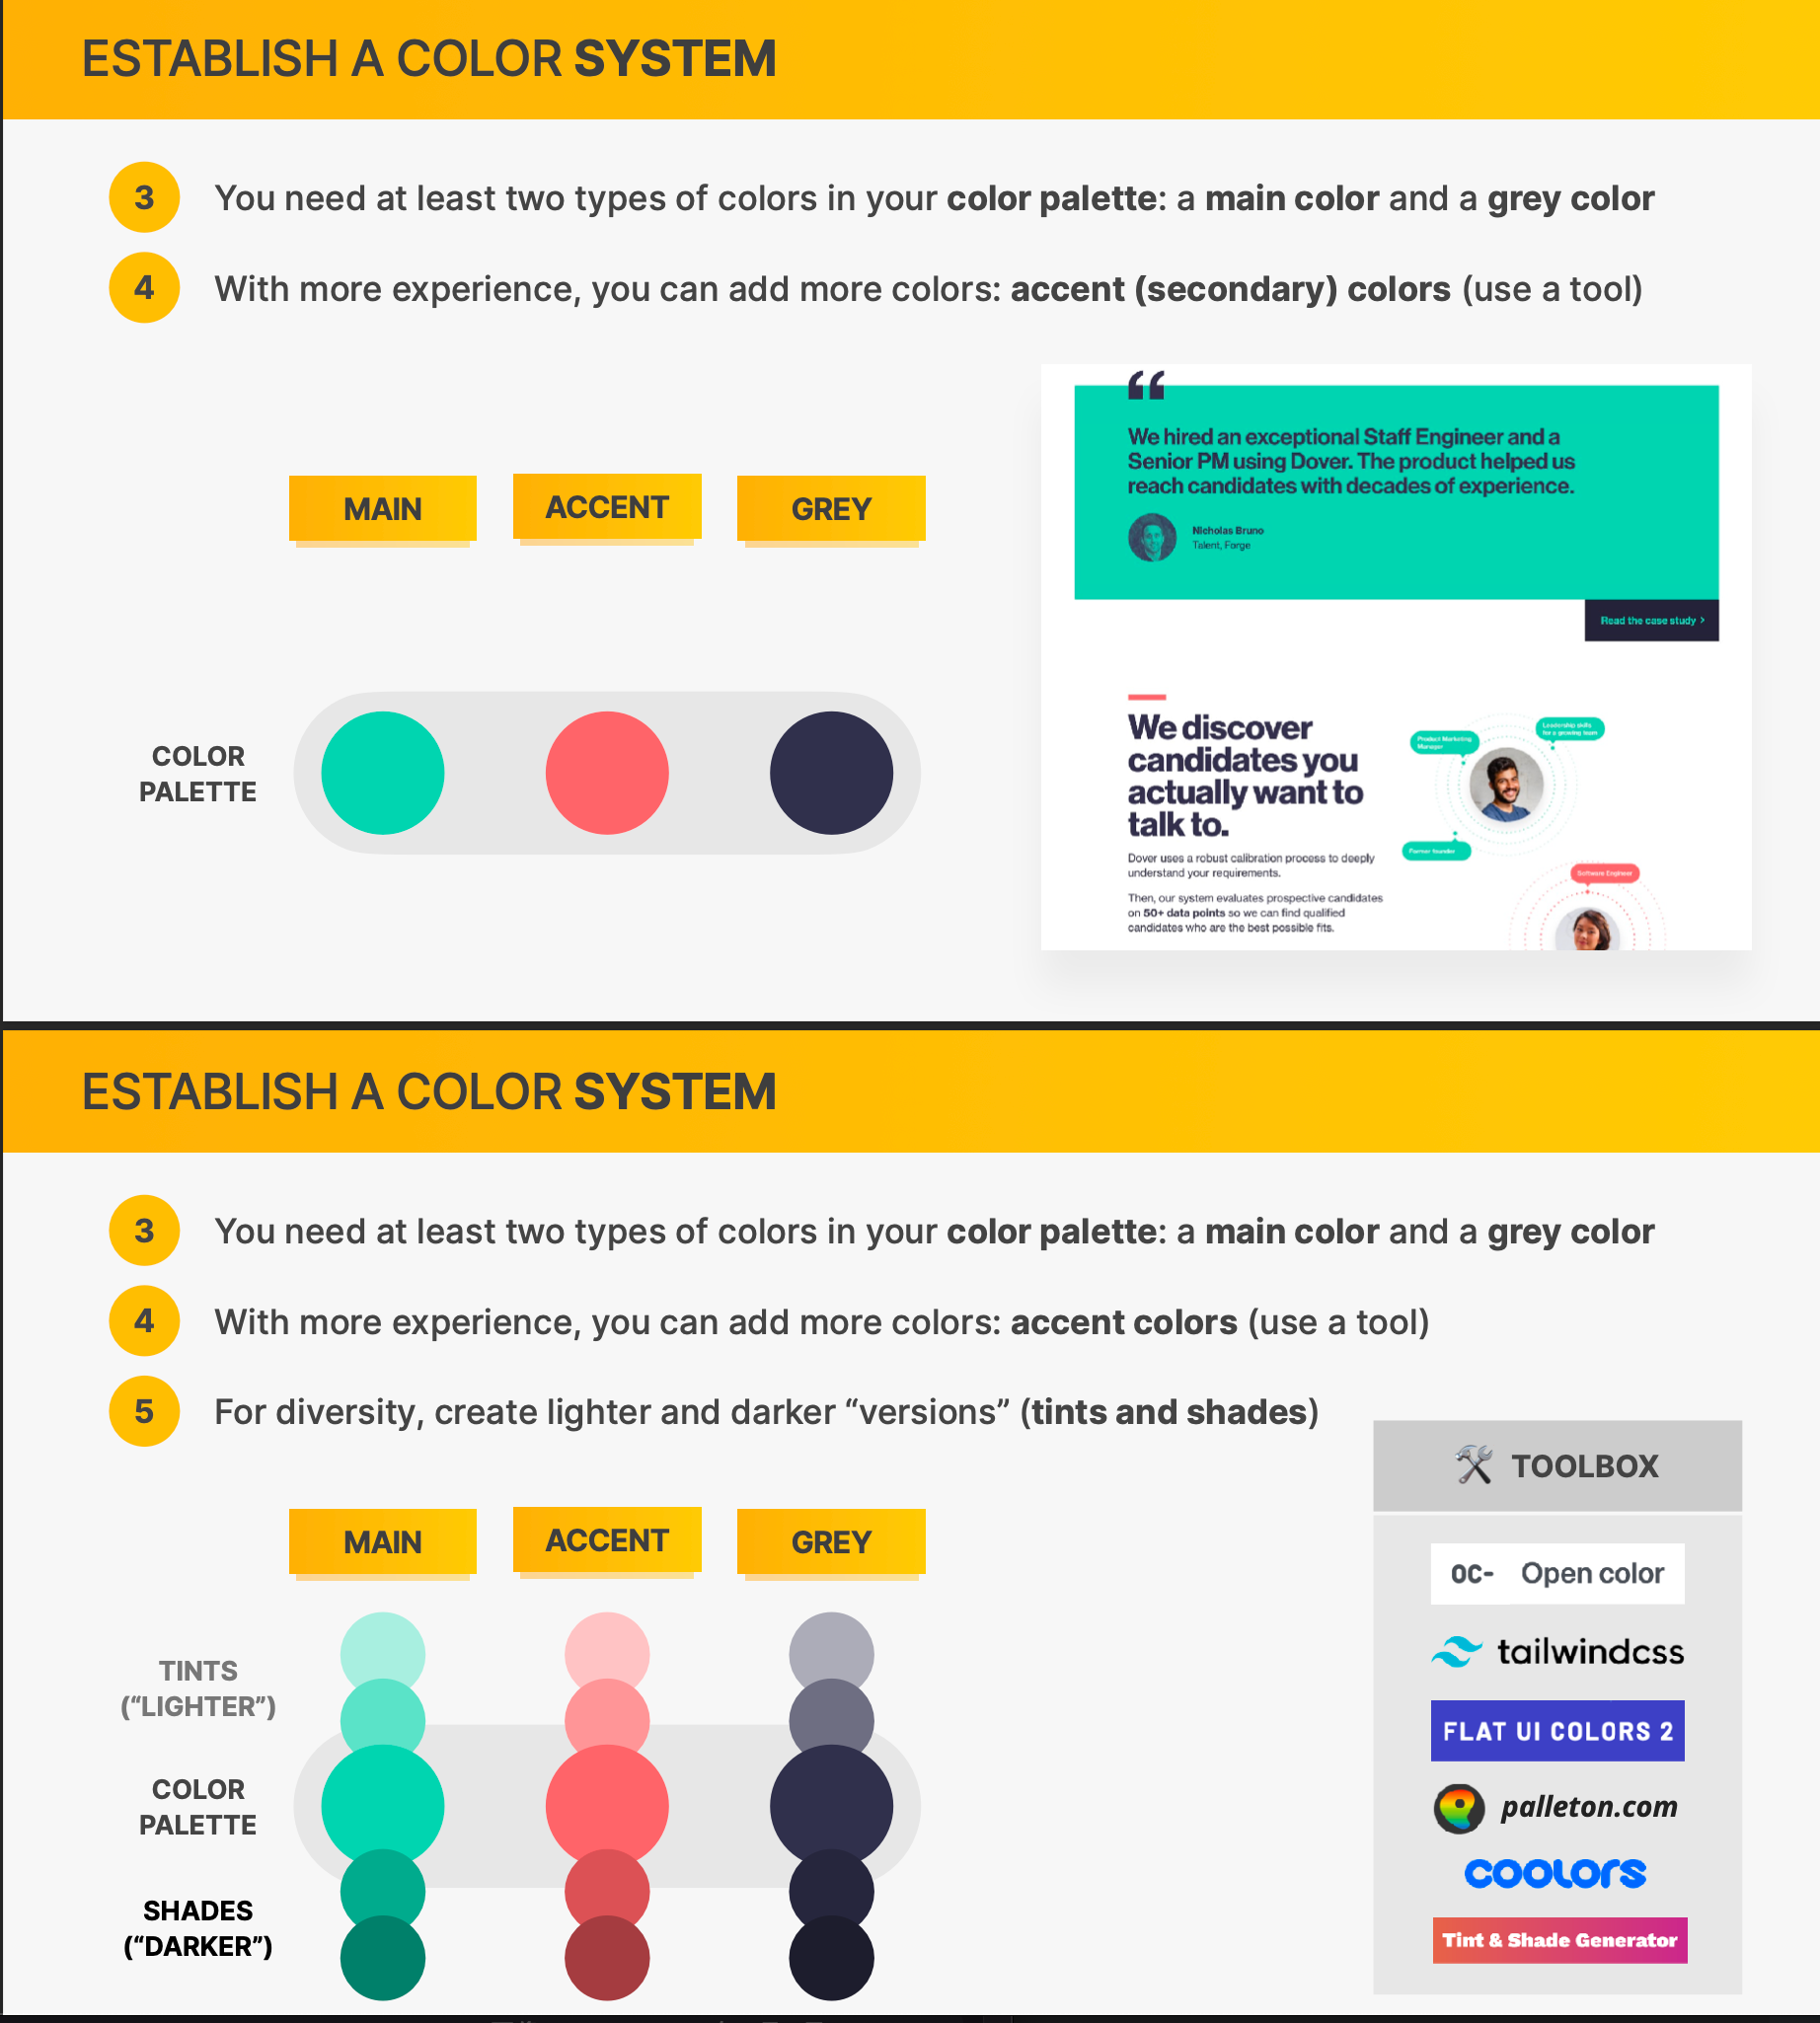 ESTABLISH A COLOR SYSTEM
3 You need at least two types of colors in your color palette: a main color and a grey color
4 With more experience, you can add more colors: accent (secondary) colors (use a tool)
MAIN
ACCENT
GREY
COLOR
PALETTE
“
We hired an exceptional Staff Engineer and a
Senior PM using Dover. The product helped us
reach candidates with decades of experience.
Nicholas Bruno
Talent, Forge
Read the case study ›
We discover
candidates you
actually want to
talk to.
Dover uses a robust calibration process to deeply
understand your requirements.
Then, our system evaluates prospective candidates
on 50+ data points so we can find qualified
candidates who are the best possible fits.
Product Marketing
Manager
Leadership skills
for a growing team
Former founder
Software Engineer
ESTABLISH A COLOR SYSTEM
3 You need at least two types of colors in your color palette: a main color and a grey color
4 With more experience, you can add more colors: accent colors (use a tool)
5 For diversity, create lighter and darker “versions” (tints and shades)
MAIN
ACCENT
GREY
TINTS
(“LIGHTER”)
COLOR
PALETTE
SHADES
(“DARKER”)
🛠 TOOLBOX
OC- Open color
tailwindcss
FLAT UI COLORS 2
palleton.com
coolors
Tint & Shade Generator